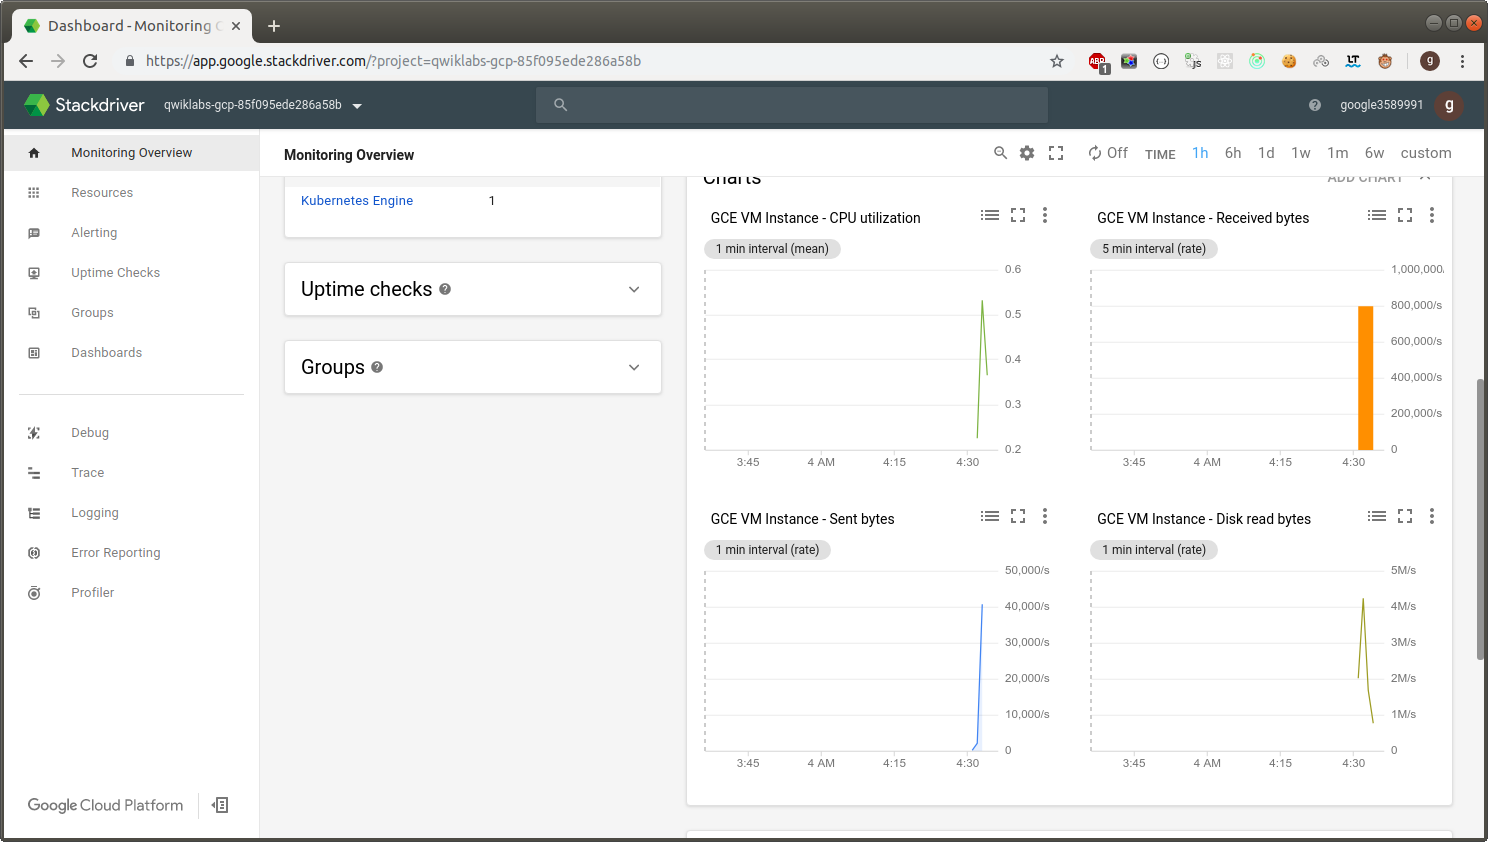 Dashboard - Monitoring
https://app.google.stackdriver.com/?project=qwiklabs-gcp-85f095ede286a58b
ABP
1
JS
LT
g
Stackdriver
qwiklabs-gcp-85f095ede286a58b
google3589991
g
Monitoring Overview
Resources
Alerting
Uptime Checks
Groups
Dashboards
Debug
Trace
Logging
Error Reporting
Profiler
Google Cloud Platform
Monitoring Overview
Off TIME 1h 6h 1d 1w 1m 6w custom
Kubernetes Engine 1
Uptime checks
Groups
Charts
ADD CHART
GCE VM Instance - CPU utilization
1 min interval (mean)
0.6
0.5
0.4
0.3
0.2
3:45 4 AM 4:15 4:30
GCE VM Instance - Received bytes
5 min interval (rate)
1,000,000/
800,000/s
600,000/s
400,000/s
200,000/s
0
3:45 4 AM 4:15 4:30
GCE VM Instance - Sent bytes
1 min interval (rate)
50,000/s
40,000/s
30,000/s
20,000/s
10,000/s
0
3:45 4 AM 4:15 4:30
GCE VM Instance - Disk read bytes
1 min interval (rate)
5M/s
4M/s
3M/s
2M/s
1M/s
0
3:45 4 AM 4:15 4:30